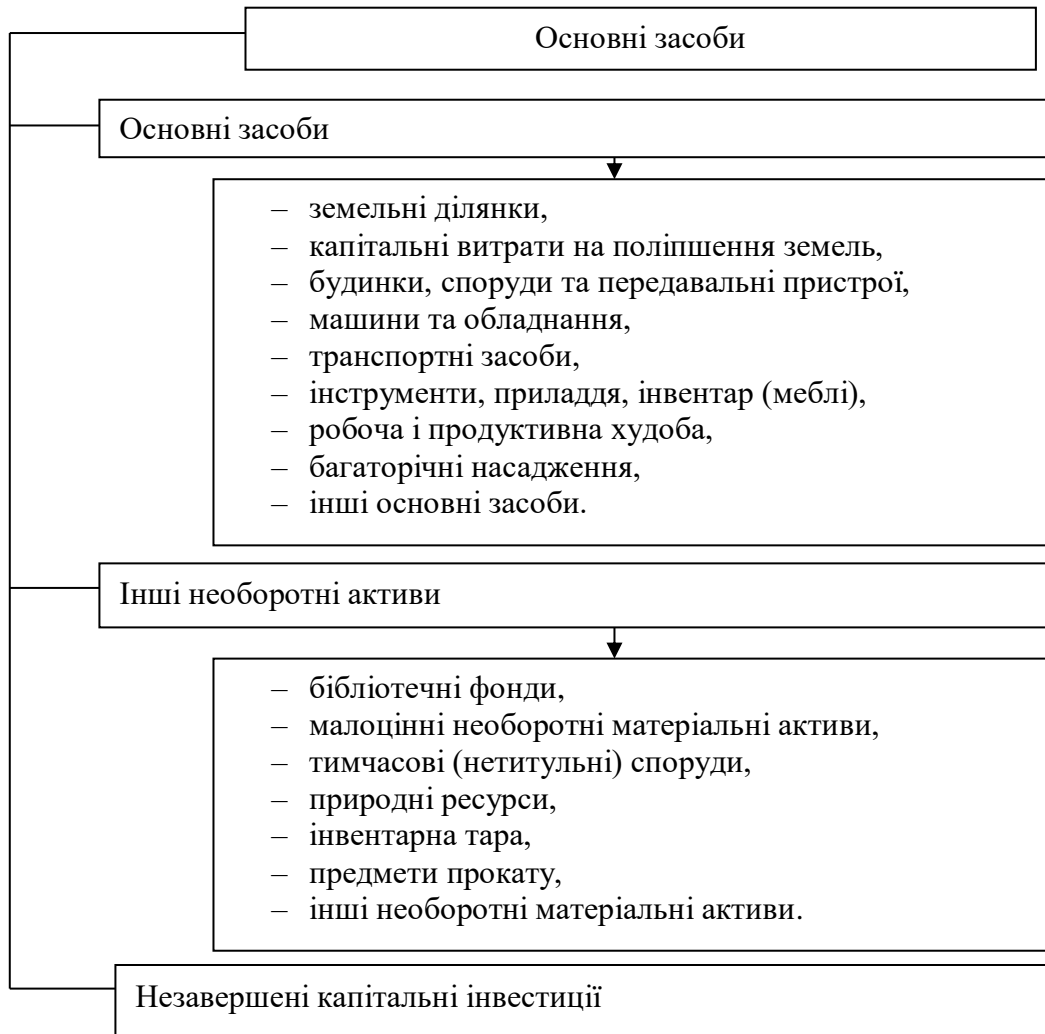 Основні засоби
Основні засоби
– земельні ділянки,
– капітальні витрати на поліпшення земель,
– будинки, споруди та передавальні пристрої,
– машини та обладнання,
– транспортні засоби,
– інструменти, приладдя, інвентар (меблі),
– робоча і продуктивна худоба,
– багаторічні насадження,
– інші основні засоби.
Інші необоротні активи
– бібліотечні фонди,
– малоцінні необоротні матеріальні активи,
– тимчасові (нетитульні) споруди,
– природні ресурси,
– інвентарна тара,
– предмети прокату,
– інші необоротні матеріальні активи.
Незавершені капітальні інвестиції